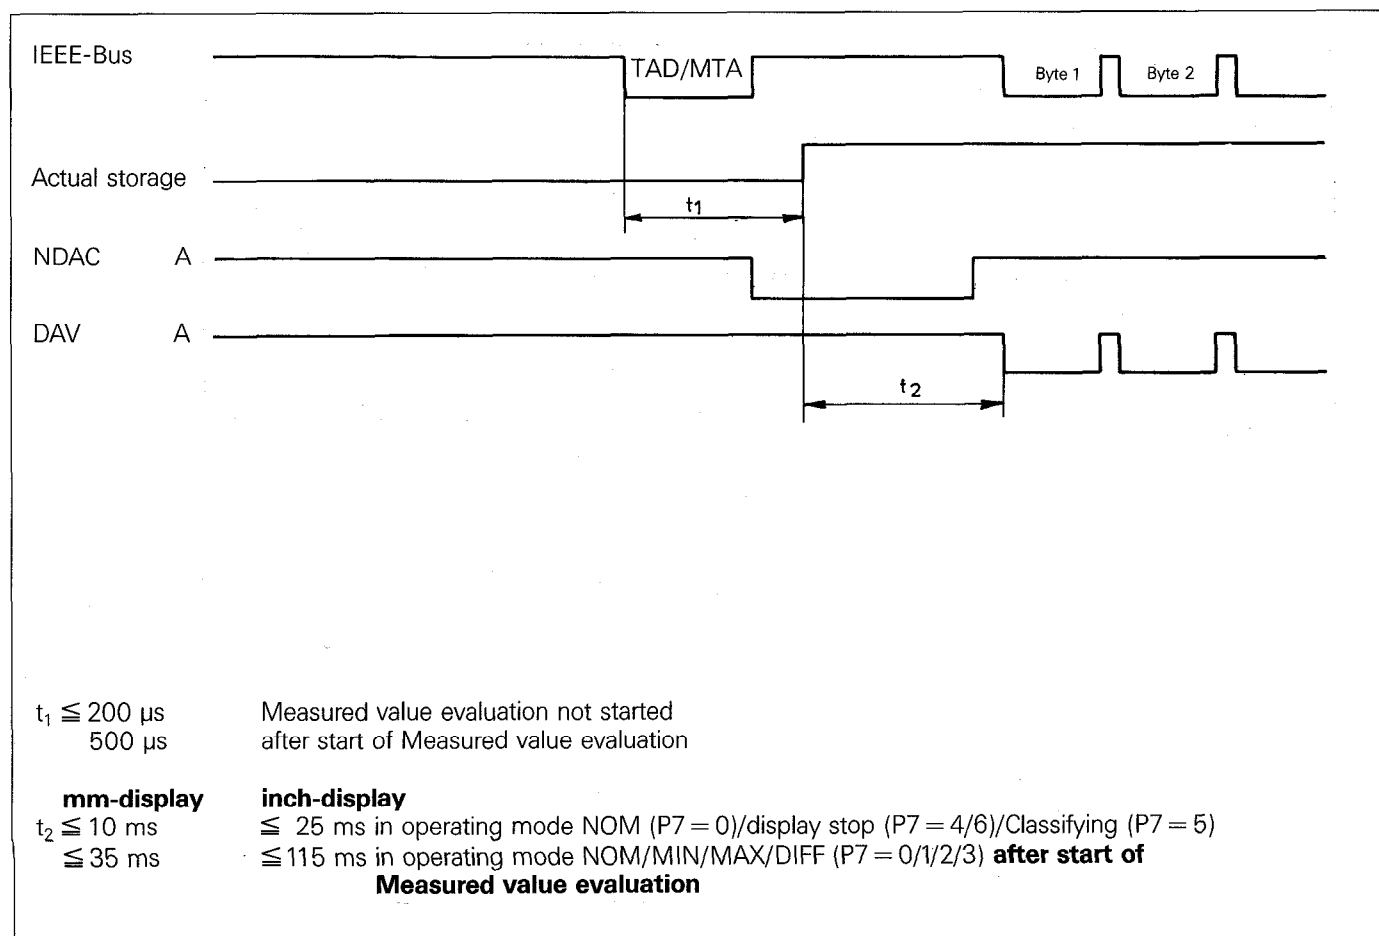 IEEE-Bus
TAD/MTA
Byte 1
Byte 2
Actual storage
t1
NDAC A
DAV A
t2
t1 ≦ 200 µs Measured value evaluation not started
500 µs after start of Measured value evaluation
mm-display inch-display
t2 ≦ 10 ms ≦ 25 ms in operating mode NOM (P7 = 0)/display stop (P7 = 4/6)/Classifying (P7 = 5)
≦ 35 ms ≦ 115 ms in operating mode NOM/MIN/MAX/DIFF (P7 = 0/1/2/3) after start of
Measured value evaluation